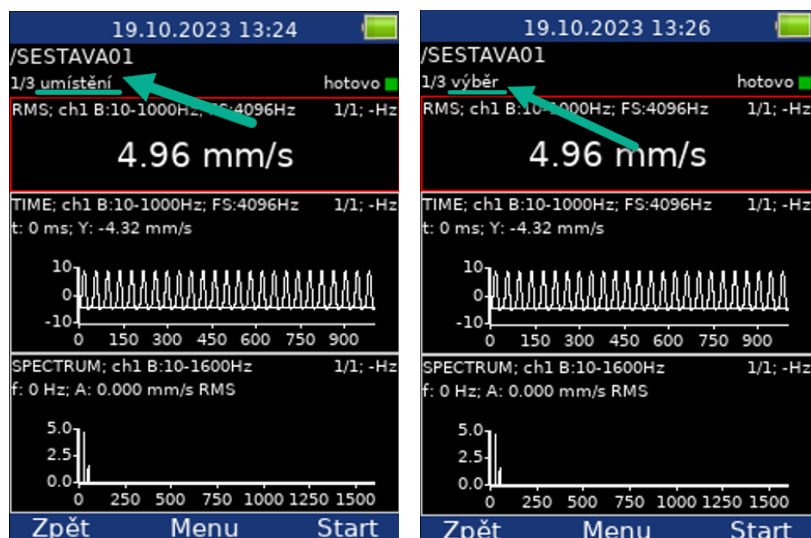 19.10.2023 13:24
/SESTAVA01
1/3 umístění hotovo
RMS; ch1 B:10-1000Hz; FS:4096Hz 1/1; -Hz
4.96 mm/s
TIME; ch1 B:10-1000Hz; FS:4096Hz 1/1; -Hz
t: 0 ms; Y: -4.32 mm/s
10
0
-10
0 150 300 450 600 750 900
SPECTRUM; ch1 B:10-1600Hz 1/1; -Hz
f: 0 Hz; A: 0.000 mm/s RMS
5.0
2.5
0.0
0 250 500 750 1000 1250 1500
Zpět Menu Start
19.10.2023 13:26
/SESTAVA01
1/3 výběr hotovo
RMS; ch1 B:10-1000Hz; FS:4096Hz 1/1; -Hz
4.96 mm/s
TIME; ch1 B:10-1000Hz; FS:4096Hz 1/1; -Hz
t: 0 ms; Y: -4.32 mm/s
10
0
-10
0 150 300 450 600 750 900
SPECTRUM; ch1 B:10-1600Hz 1/1; -Hz
f: 0 Hz; A: 0.000 mm/s RMS
5.0
2.5
0.0
0 250 500 750 1000 1250 1500
Zpět Menu Start